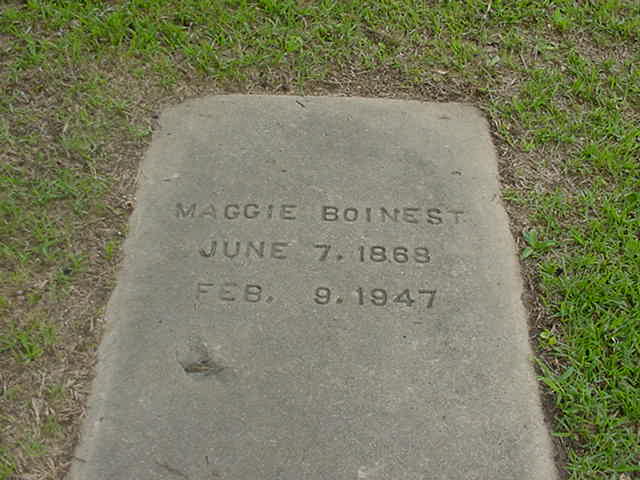 MAGGIE BOINEST
JUNE 7. 1868
FEB. 9. 1947